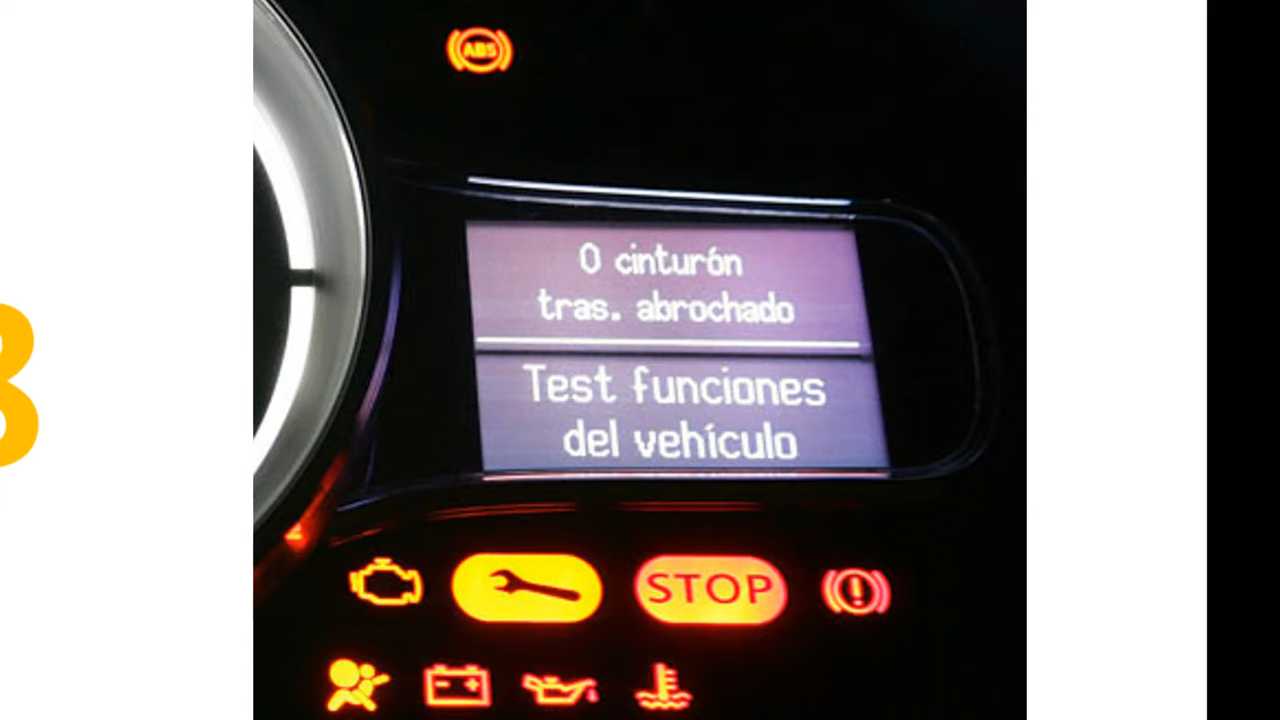 ABS
0 cinturón
tras. abrochado
Test funciones
del vehículo
STOP